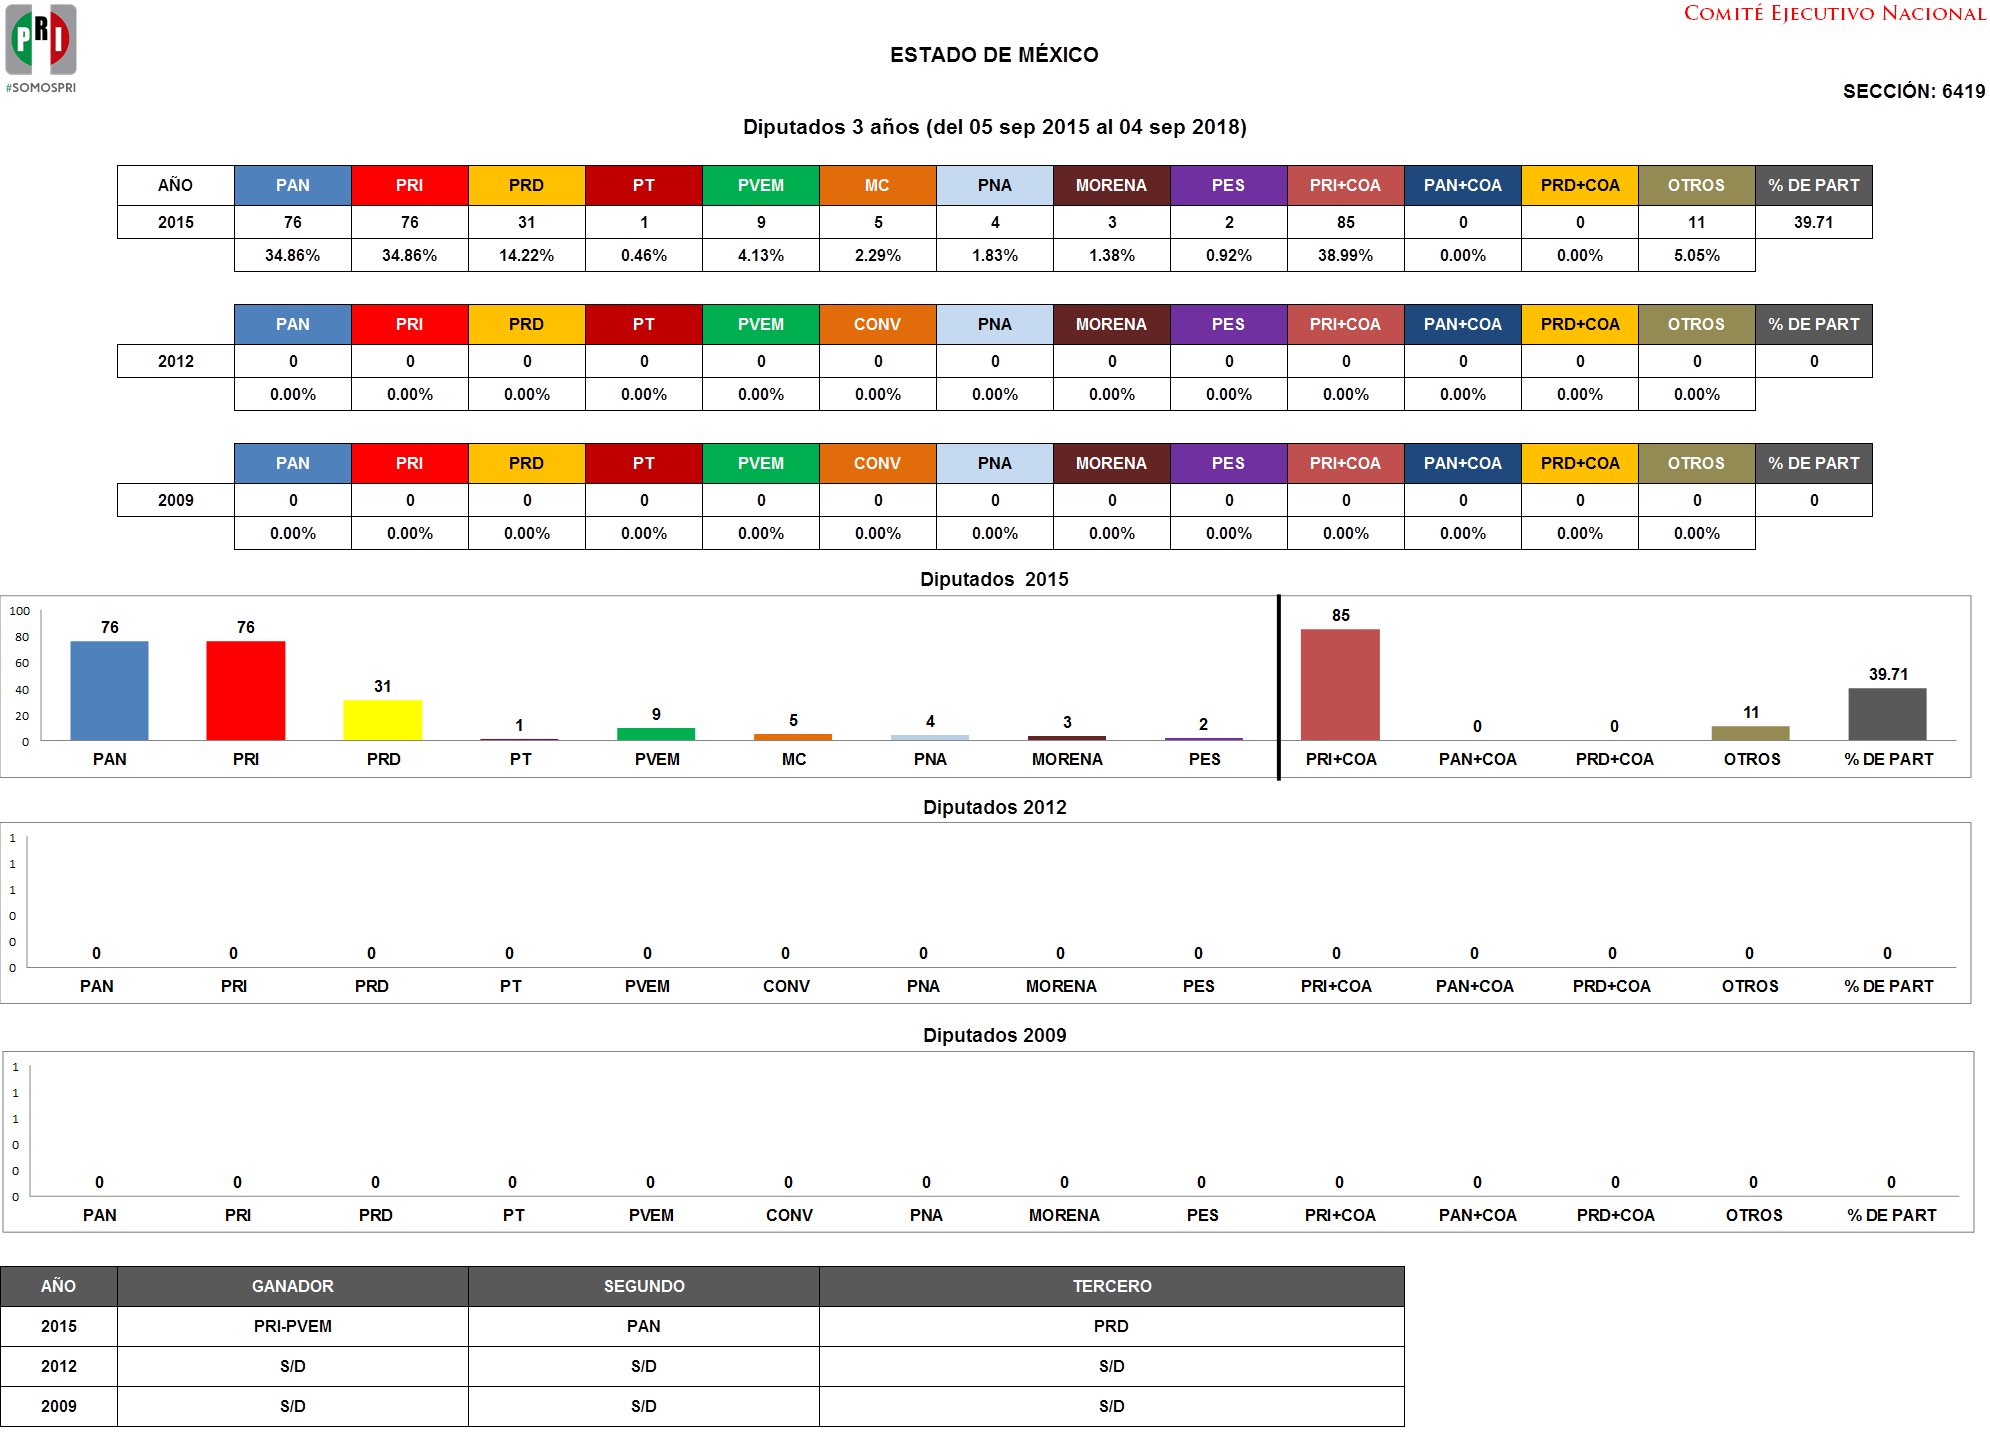 PRI
#SOMOSPRI
COMITÉ EJECUTIVO NACIONAL
ESTADO DE MÉXICO
SECCIÓN: 6419
Diputados 3 años (del 05 sep 2015 al 04 sep 2018)
AÑO PAN PRI PRD PT PVEM MC PNA MORENA PES PRI+COA PAN+COA PRD+COA OTROS % DE PART
2015 76 76 31 1 9 5 4 3 2 85 0 0 11 39.71
34.86% 34.86% 14.22% 0.46% 4.13% 2.29% 1.83% 1.38% 0.92% 38.99% 0.00% 0.00% 5.05%
PAN PRI PRD PT PVEM CONV PNA MORENA PES PRI+COA PAN+COA PRD+COA OTROS % DE PART
2012 0 0 0 0 0 0 0 0 0 0 0 0 0 0
0.00% 0.00% 0.00% 0.00% 0.00% 0.00% 0.00% 0.00% 0.00% 0.00% 0.00% 0.00% 0.00%
PAN PRI PRD PT PVEM CONV PNA MORENA PES PRI+COA PAN+COA PRD+COA OTROS % DE PART
2009 0 0 0 0 0 0 0 0 0 0 0 0 0 0
0.00% 0.00% 0.00% 0.00% 0.00% 0.00% 0.00% 0.00% 0.00% 0.00% 0.00% 0.00% 0.00%
Diputados 2015
100
80
60
40
20
0
76 76 31 1 9 5 4 3 2 85 0 0 11 39.71
PAN PRI PRD PT PVEM MC PNA MORENA PES PRI+COA PAN+COA PRD+COA OTROS % DE PART
Diputados 2012
1
1
1
0
0
0
0 0 0 0 0 0 0 0 0 0 0 0 0 0
PAN PRI PRD PT PVEM CONV PNA MORENA PES PRI+COA PAN+COA PRD+COA OTROS % DE PART
Diputados 2009
1
1
1
0
0
0
0 0 0 0 0 0 0 0 0 0 0 0 0 0
PAN PRI PRD PT PVEM CONV PNA MORENA PES PRI+COA PAN+COA PRD+COA OTROS % DE PART
AÑO GANADOR SEGUNDO TERCERO
2015 PRI-PVEM PAN PRD
2012 S/D S/D S/D
2009 S/D S/D S/D